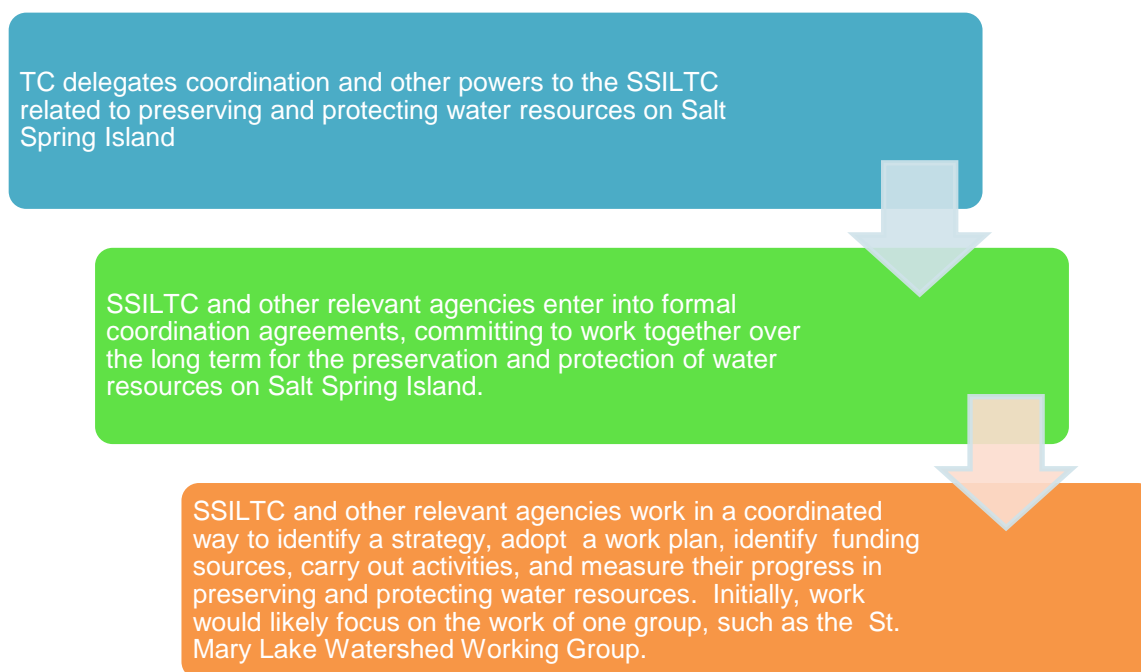 TC delegates coordination and other powers to the SSILTC
related to preserving and protecting water resources on Salt
Spring Island
SSILTC and other relevant agencies enter into formal
coordination agreements, committing to work together over
the long term for the preservation and protection of water
resources on Salt Spring Island.
SSILTC and other relevant agencies work in a coordinated
way to identify a strategy, adopt  a work plan, identify  funding
sources, carry out activities, and measure their progress in
preserving and protecting water resources.  Initially, work
would likely focus on the work of one group, such as the  St.
Mary Lake Watershed Working Group.